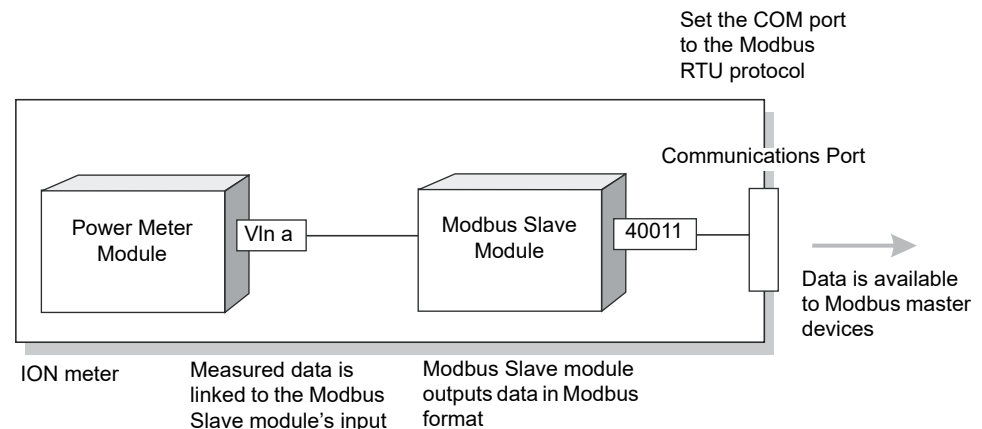 Set the COM port
to the Modbus
RTU protocol
Communications Port
Power Meter
Module
Vln a
Modbus Slave
Module
40011
Data is available
to Modbus master
devices
ION meter
Measured data is
linked to the Modbus
Slave module’s input
Modbus Slave module
outputs data in Modbus
format